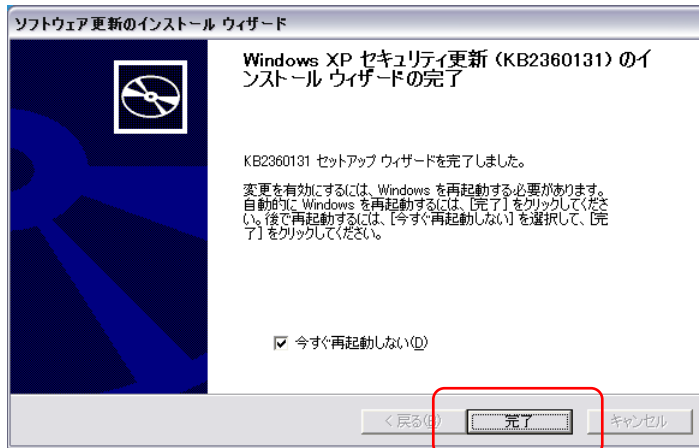 ソフトウェア更新のインストール ウィザード
Windows XP セキュリティ更新 (KB2360131) のイ
ンストール ウィザードの完了
KB2360131 セットアップ ウィザードを完了しました。
変更を有効にするには、Windows を再起動する必要があります。
自動的に Windows を再起動するには、[完了] をクリックしてくださ
い。後で再起動するには、[今すぐ再起動しない] を選択して、[完
了] をクリックしてください。
今すぐ再起動しない(D)
< 戻る(B)
完了
キャンセル